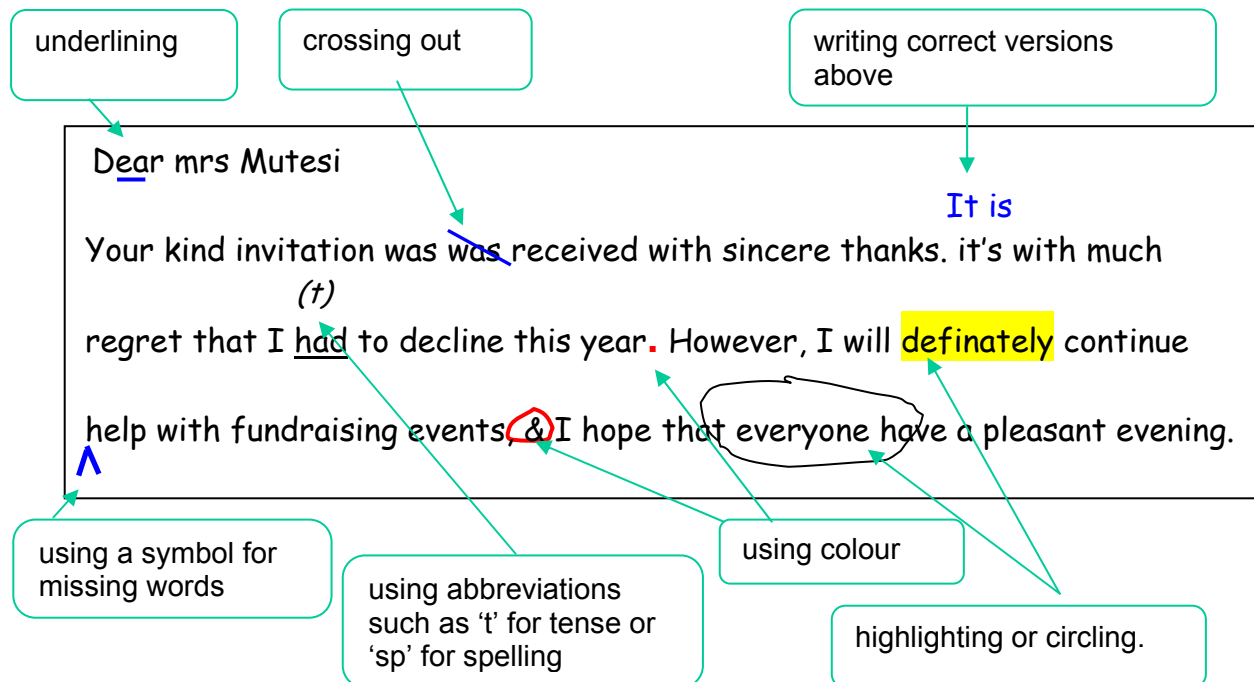 underlining
crossing out
writing correct versions
above
Dear mrs Mutesi
It is
Your kind invitation was was received with sincere thanks. it's with much
(t)
regret that I had to decline this year. However, I will definately continue
help with fundraising events, & I hope that everyone have a pleasant evening.
using a symbol for
missing words
using abbreviations
such as 't' for tense or
'sp' for spelling
using colour
highlighting or circling.